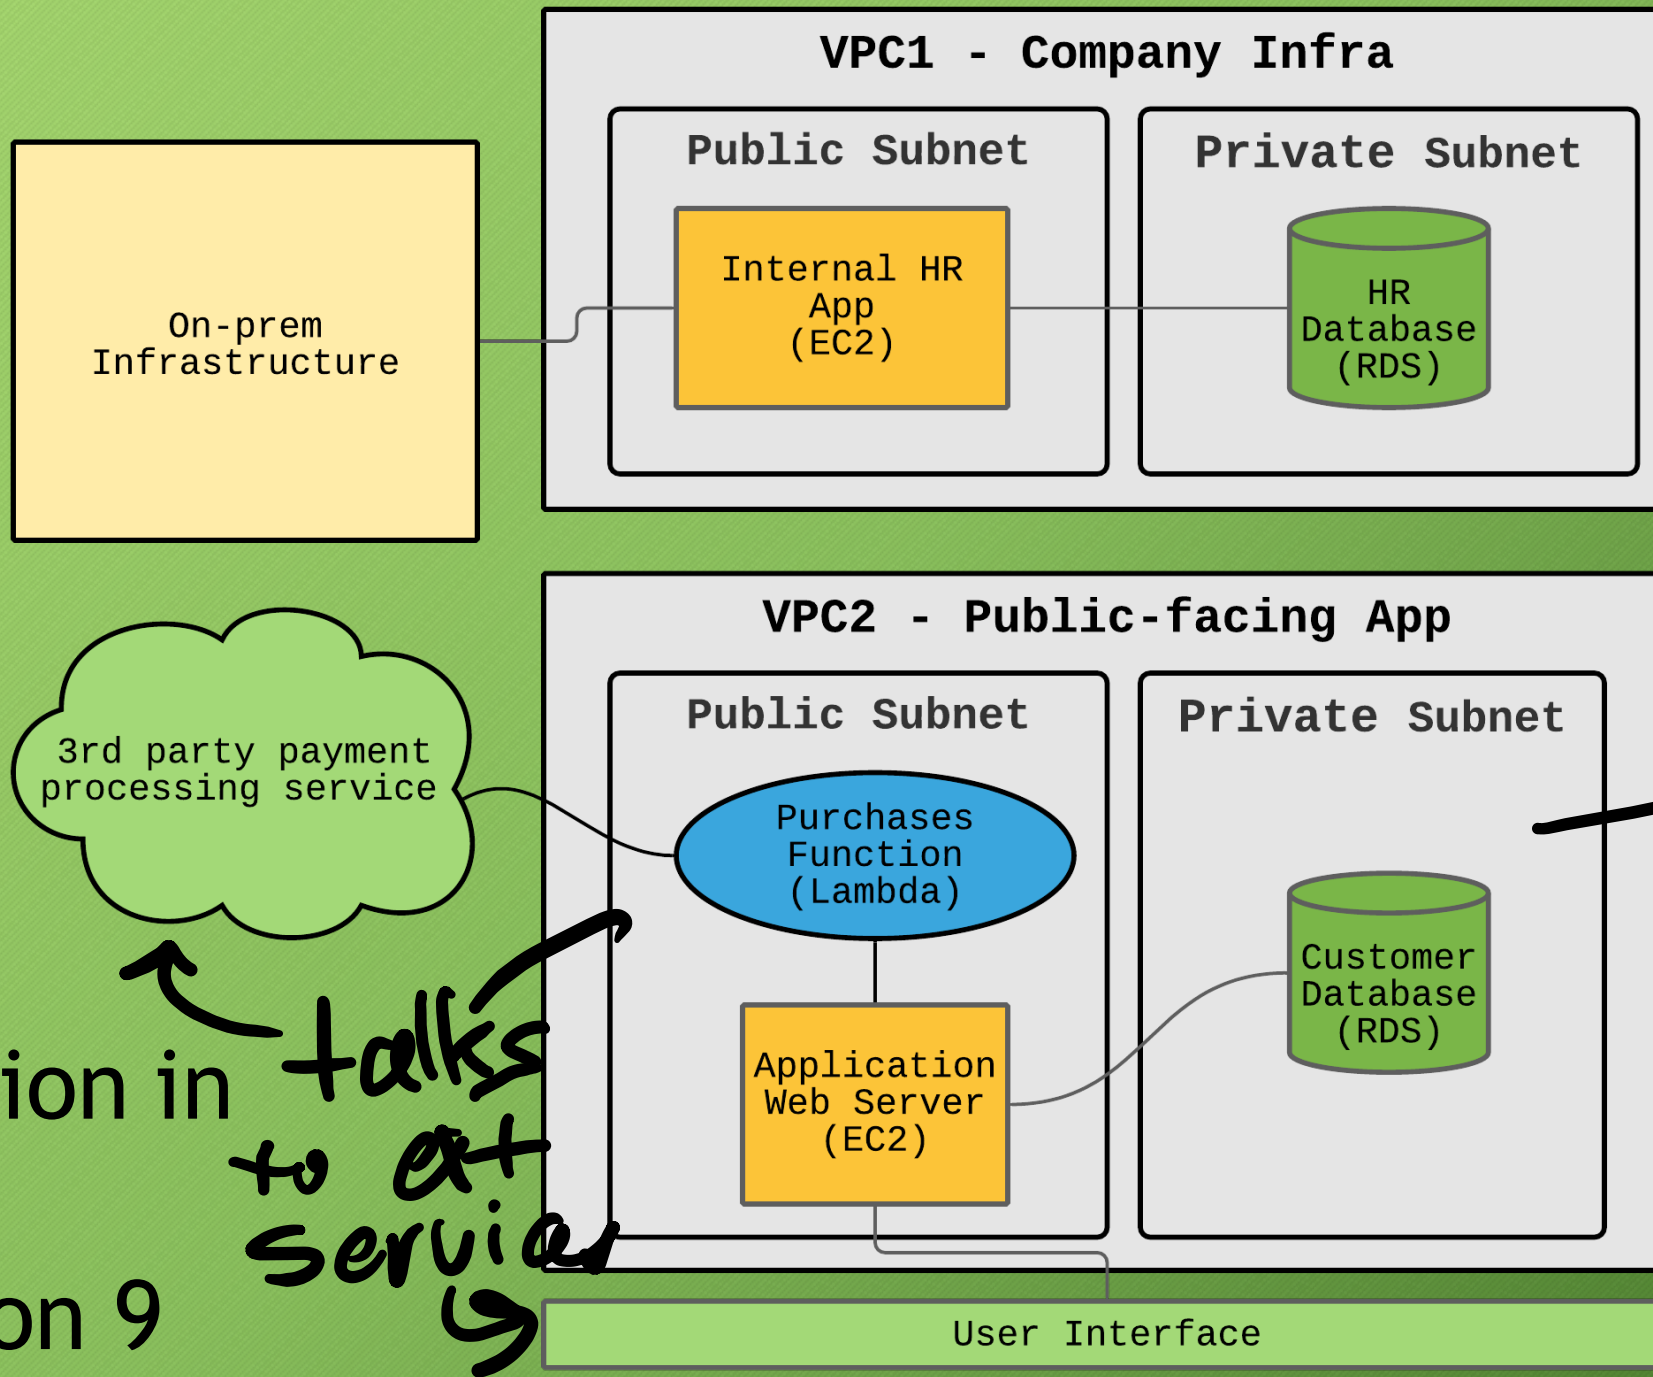 VPC1 - Company Infra
Public Subnet
Private Subnet
Internal HR
App
(EC2)
HR
Database
(RDS)
On-prem
Infrastructure
VPC2 - Public-facing App
Public Subnet
Private Subnet
3rd party payment
processing service
Purchases
Function
(Lambda)
Customer
Database
(RDS)
Application
Web Server
(EC2)
ion in
talks
to ext
services
on 9
User Interface